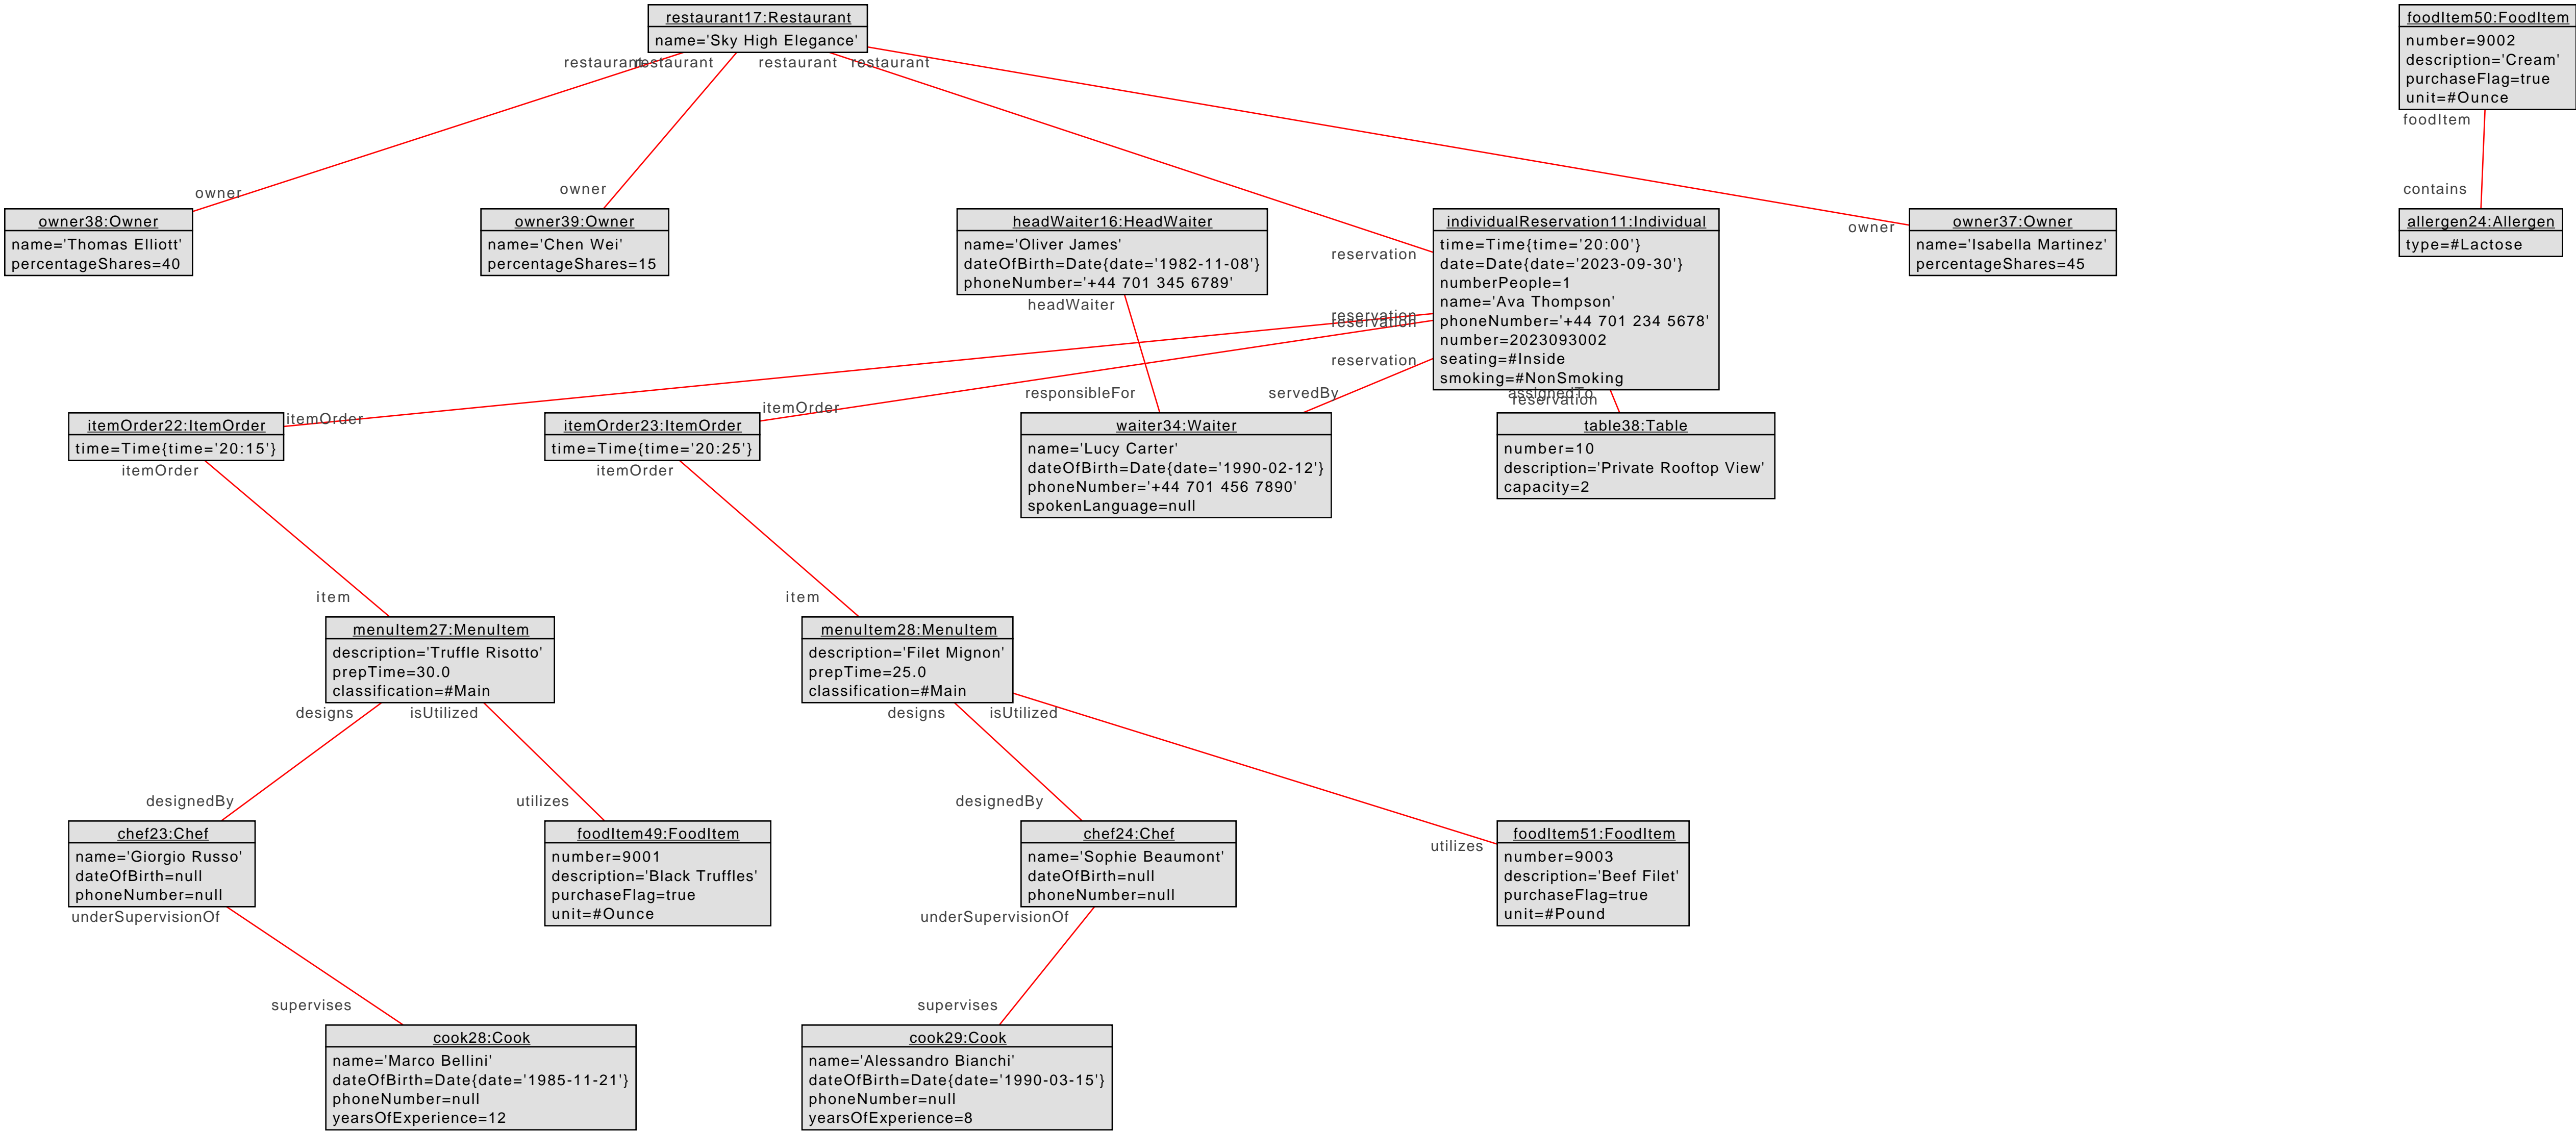 restaurant17:Restaurant
name='Sky High Elegance'
restaurant
restaurant
restaurant
restaurant
foodItem50:FoodItem
number=9002
description='Cream'
purchaseFlag=true
unit=#Ounce
foodItem
contains
allergen24:Allergen
type=#Lactose
owner
owner
owner
reservation
owner38:Owner
name='Thomas Elliott'
percentageShares=40
owner39:Owner
name='Chen Wei'
percentageShares=15
headWaiter16:HeadWaiter
name='Oliver James'
dateOfBirth=Date{date='1982-11-08'}
phoneNumber='+44 701 345 6789'
headWaiter
individualReservation11:Individual
time=Time{time='20:00'}
date=Date{date='2023-09-30'}
numberPeople=1
name='Ava Thompson'
phoneNumber='+44 701 234 5678'
number=2023093002
seating=#Inside
smoking=#NonSmoking
owner37:Owner
name='Isabella Martinez'
percentageShares=45
reservation
reservation
reservation
responsibleFor
servedBy
assignedTo
reservation
itemOrder
itemOrder
itemOrder22:ItemOrder
time=Time{time='20:15'}
itemOrder
itemOrder23:ItemOrder
time=Time{time='20:25'}
itemOrder
waiter34:Waiter
name='Lucy Carter'
dateOfBirth=Date{date='1990-02-12'}
phoneNumber='+44 701 456 7890'
spokenLanguage=null
table38:Table
number=10
description='Private Rooftop View'
capacity=2
item
item
menuItem27:MenuItem
description='Truffle Risotto'
prepTime=30.0
classification=#Main
designs
isUtilized
menuItem28:MenuItem
description='Filet Mignon'
prepTime=25.0
classification=#Main
designs
isUtilized
designedBy
utilizes
designedBy
utilizes
chef23:Chef
name='Giorgio Russo'
dateOfBirth=null
phoneNumber=null
underSupervisionOf
foodItem49:FoodItem
number=9001
description='Black Truffles'
purchaseFlag=true
unit=#Ounce
chef24:Chef
name='Sophie Beaumont'
dateOfBirth=null
phoneNumber=null
underSupervisionOf
foodItem51:FoodItem
number=9003
description='Beef Filet'
purchaseFlag=true
unit=#Pound
supervises
supervises
cook28:Cook
name='Marco Bellini'
dateOfBirth=Date{date='1985-11-21'}
phoneNumber=null
yearsOfExperience=12
cook29:Cook
name='Alessandro Bianchi'
dateOfBirth=Date{date='1990-03-15'}
phoneNumber=null
yearsOfExperience=8